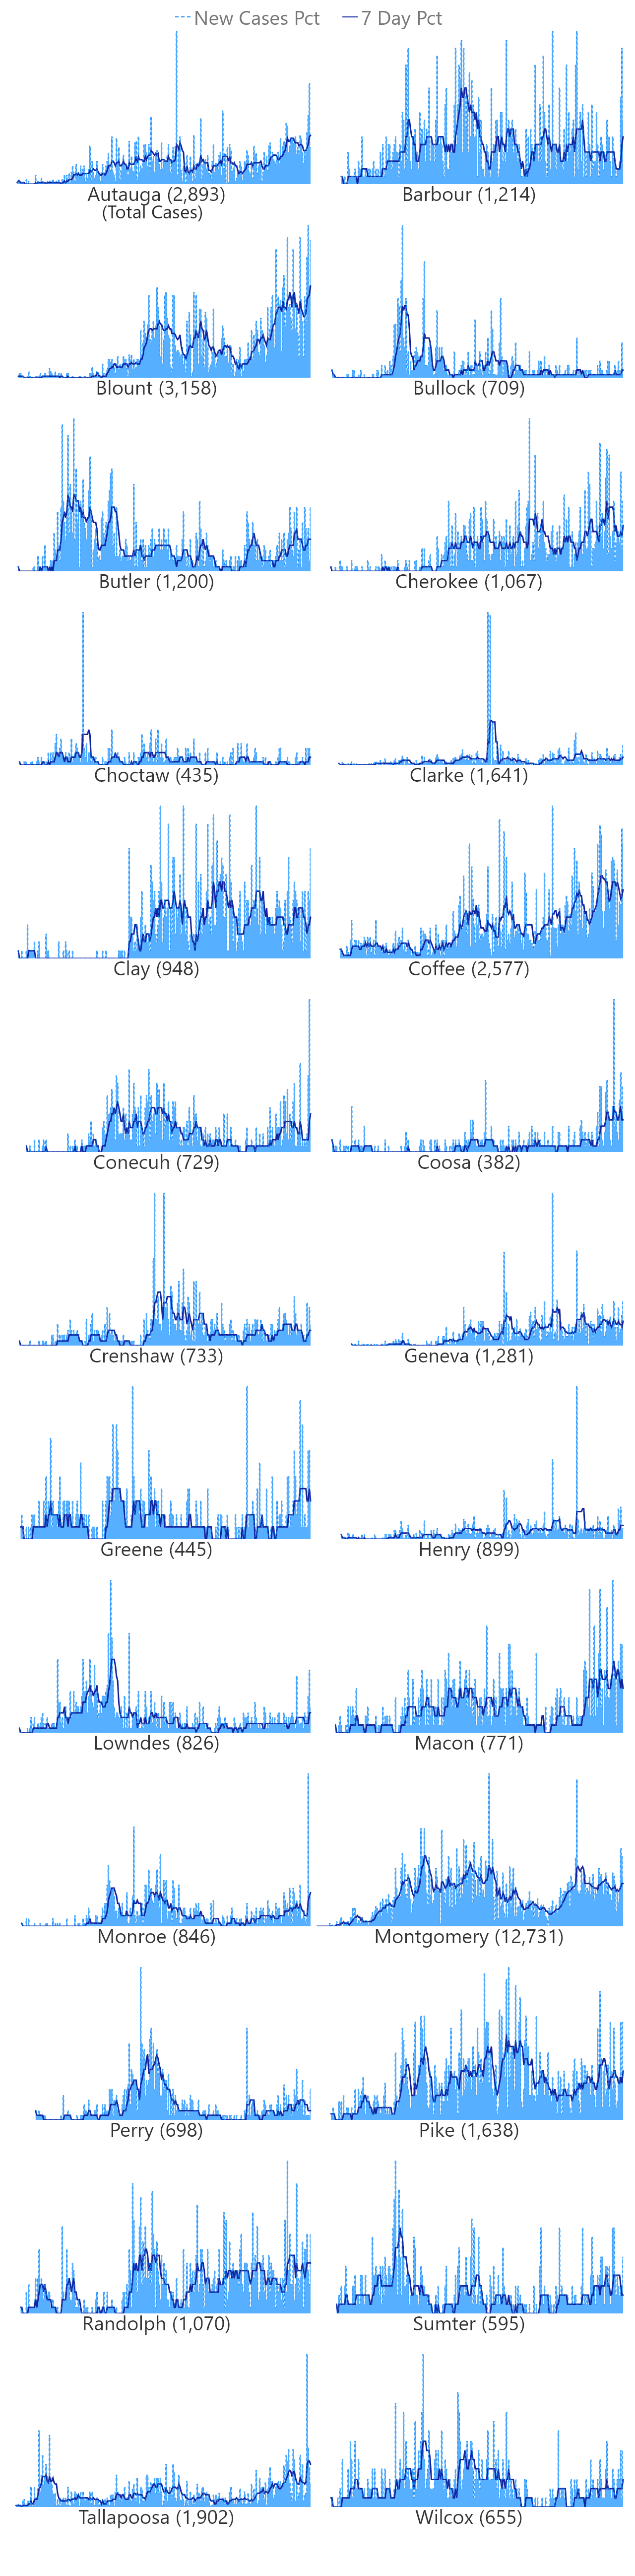 New Cases Pct 7 Day Pct
Autauga (2,893)
(Total Cases)
Barbour (1,214)
Blount (3,158)
Bullock (709)
Butler (1,200)
Cherokee (1,067)
Choctaw (435)
Clarke (1,641)
Clay (948)
Coffee (2,577)
Conecuh (729)
Coosa (382)
Crenshaw (733)
Geneva (1,281)
Greene (445)
Henry (899)
Lowndes (826)
Macon (771)
Monroe (846)
Montgomery (12,731)
Perry (698)
Pike (1,638)
Randolph (1,070)
Sumter (595)
Tallapoosa (1,902)
Wilcox (655)